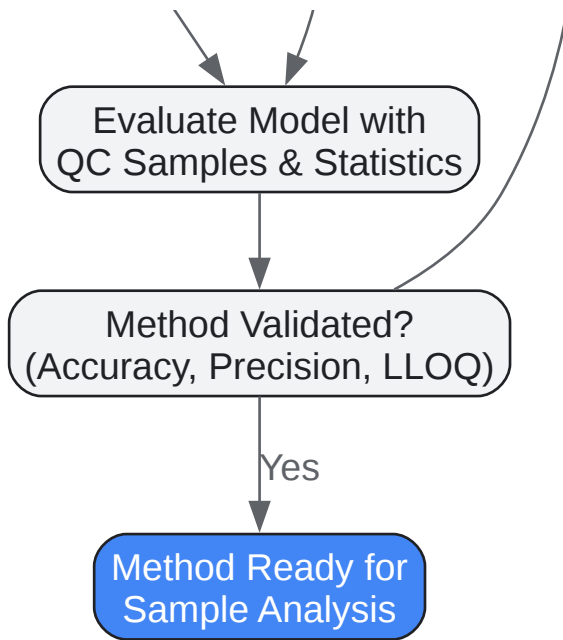 Evaluate Model with
QC Samples & Statistics
Method Validated?
(Accuracy, Precision, LLOQ)
Yes
Method Ready for
Sample Analysis